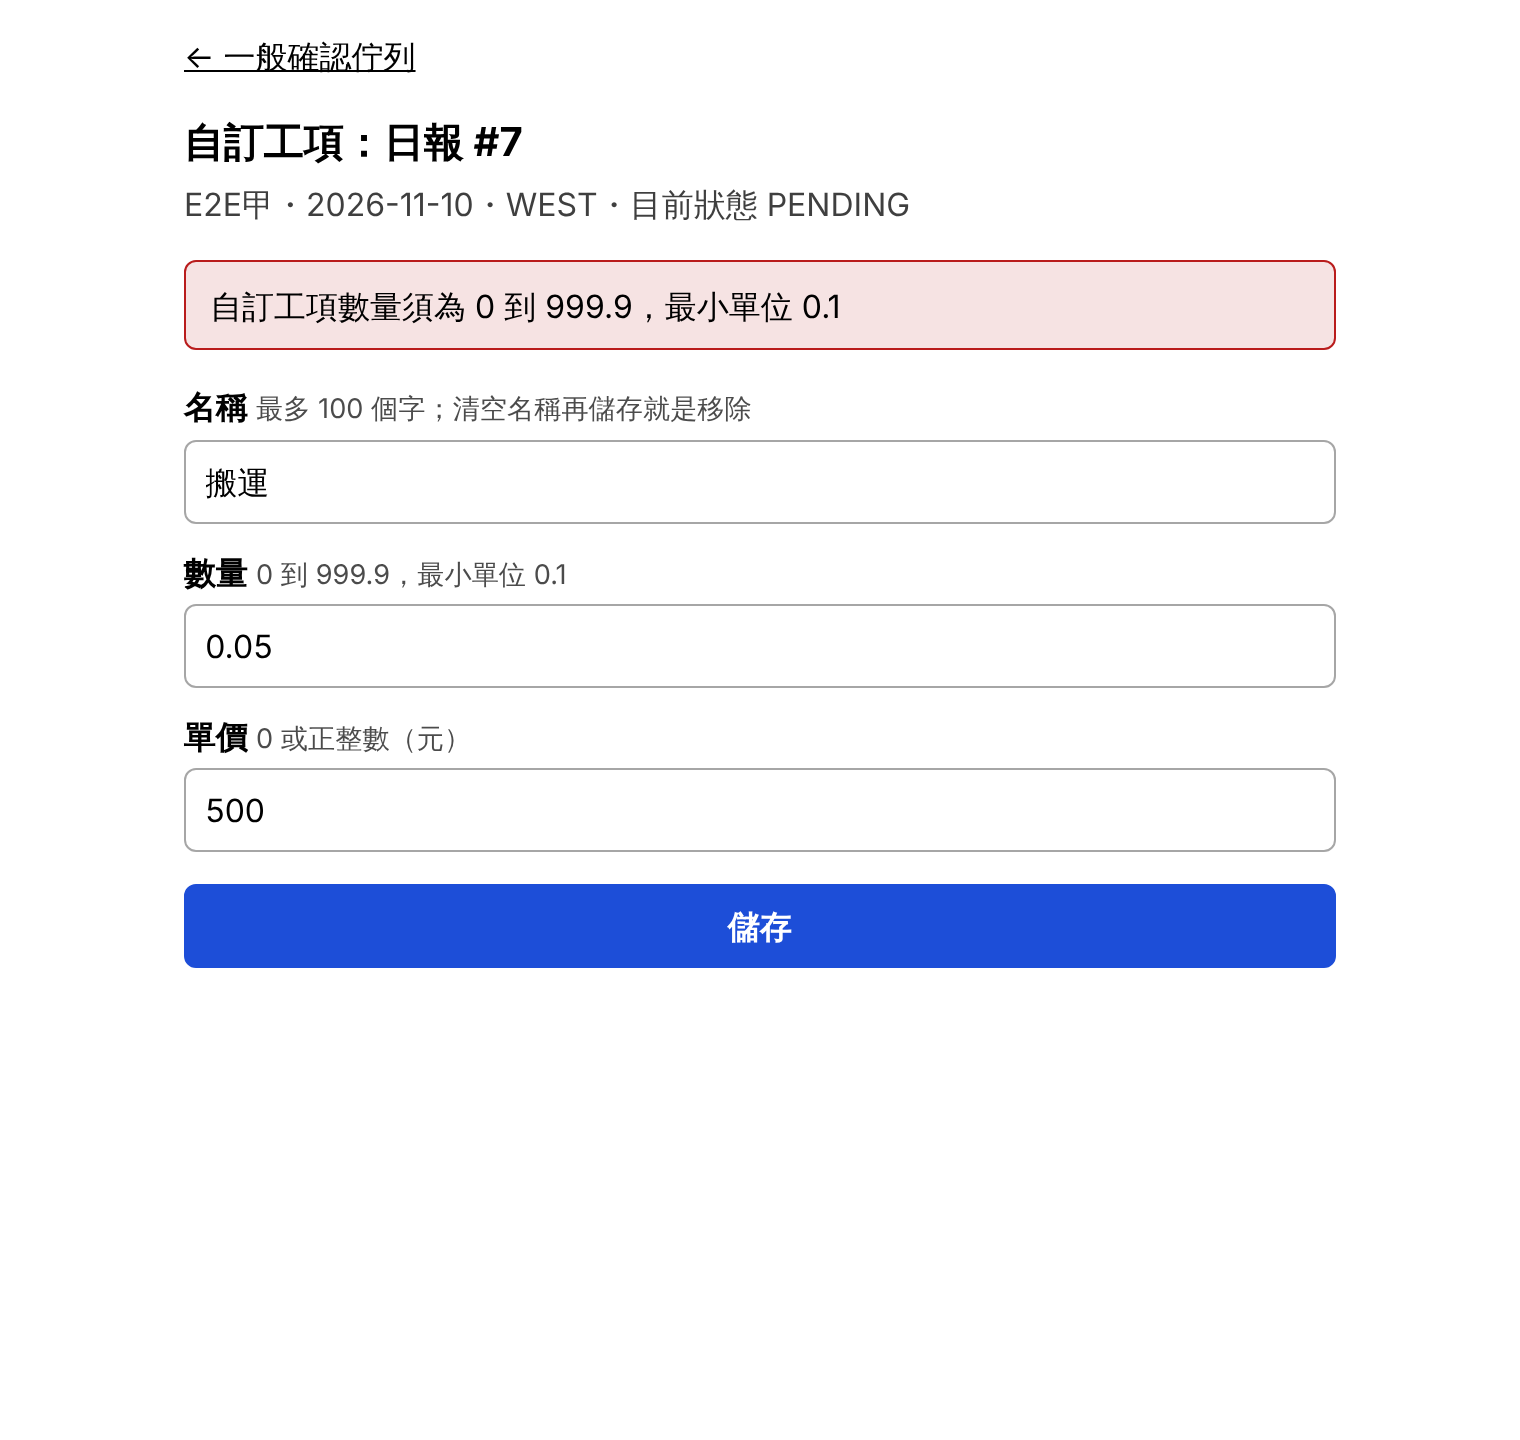 ← 一般確認佇列
自訂工項：日報 #7
E2E甲・2026-11-10・WEST・目前狀態 PENDING
自訂工項數量須為 0 到 999.9，最小單位 0.1
名稱 最多 100 個字；清空名稱再儲存就是移除
搬運
數量 0 到 999.9，最小單位 0.1
0.05
單價 0 或正整數（元）
500
儲存